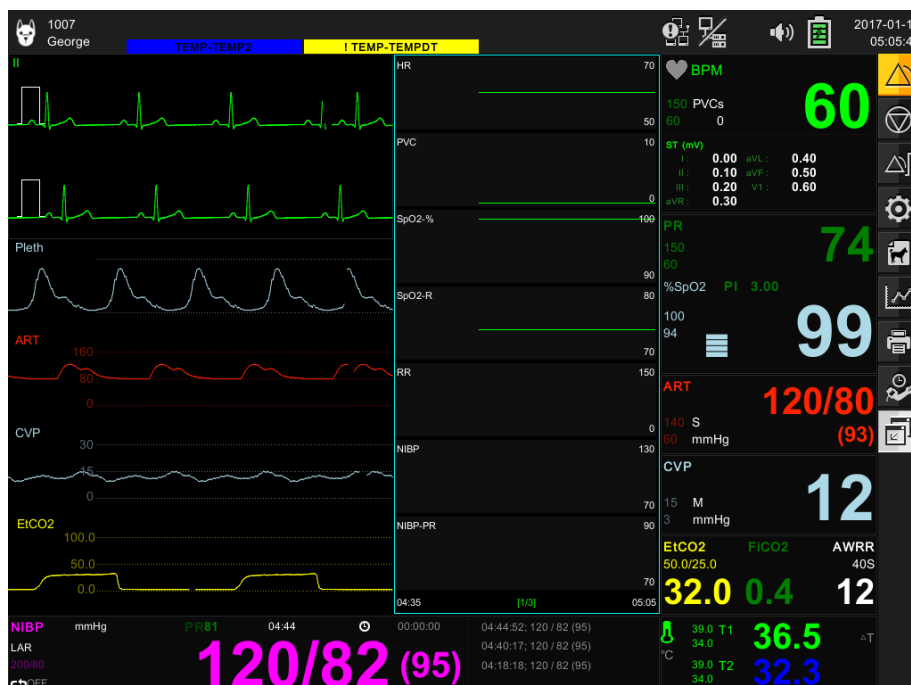 1007
George
TEMP-TEMP2
! TEMP-TEMPDT
2017-01-1
05:05:4
II
Pleth
ART
160
80
0
CVP
30
15
0
EtCO2
100.0
50.0
0.0
HR 70
50
PVC 10
0
SpO2-% 100
90
SpO2-R 80
70
RR 150
0
NIBP 130
70
NIBP-PR 90
70
04:35 [1/3] 05:05
BPM
60
150 PVCs
60 0
ST (mV)
I : 0.00 aVL : 0.40
II : 0.10 aVF : 0.50
III : 0.20 V1 : 0.60
aVR : 0.30
PR
150
60
74
%SpO2 PI 3.00
100
94
99
ART
120/80
140 S
60 mmHg
(93)
CVP
12
15 M
3 mmHg
EtCO2 FiCO2 AWRR
50.0/25.0 40S
32.0 0.4 12
NIBP mmHg PR81 04:44 00:00:00
LAR
200/80
OFF
120/82 (95)
04:44:52; 120 / 82 (95)
04:40:17; 120 / 82 (95)
04:18:18; 120 / 82 (95)
°C
39.0 T1
34.0
36.5
△T
39.0 T2
34.0
32.3